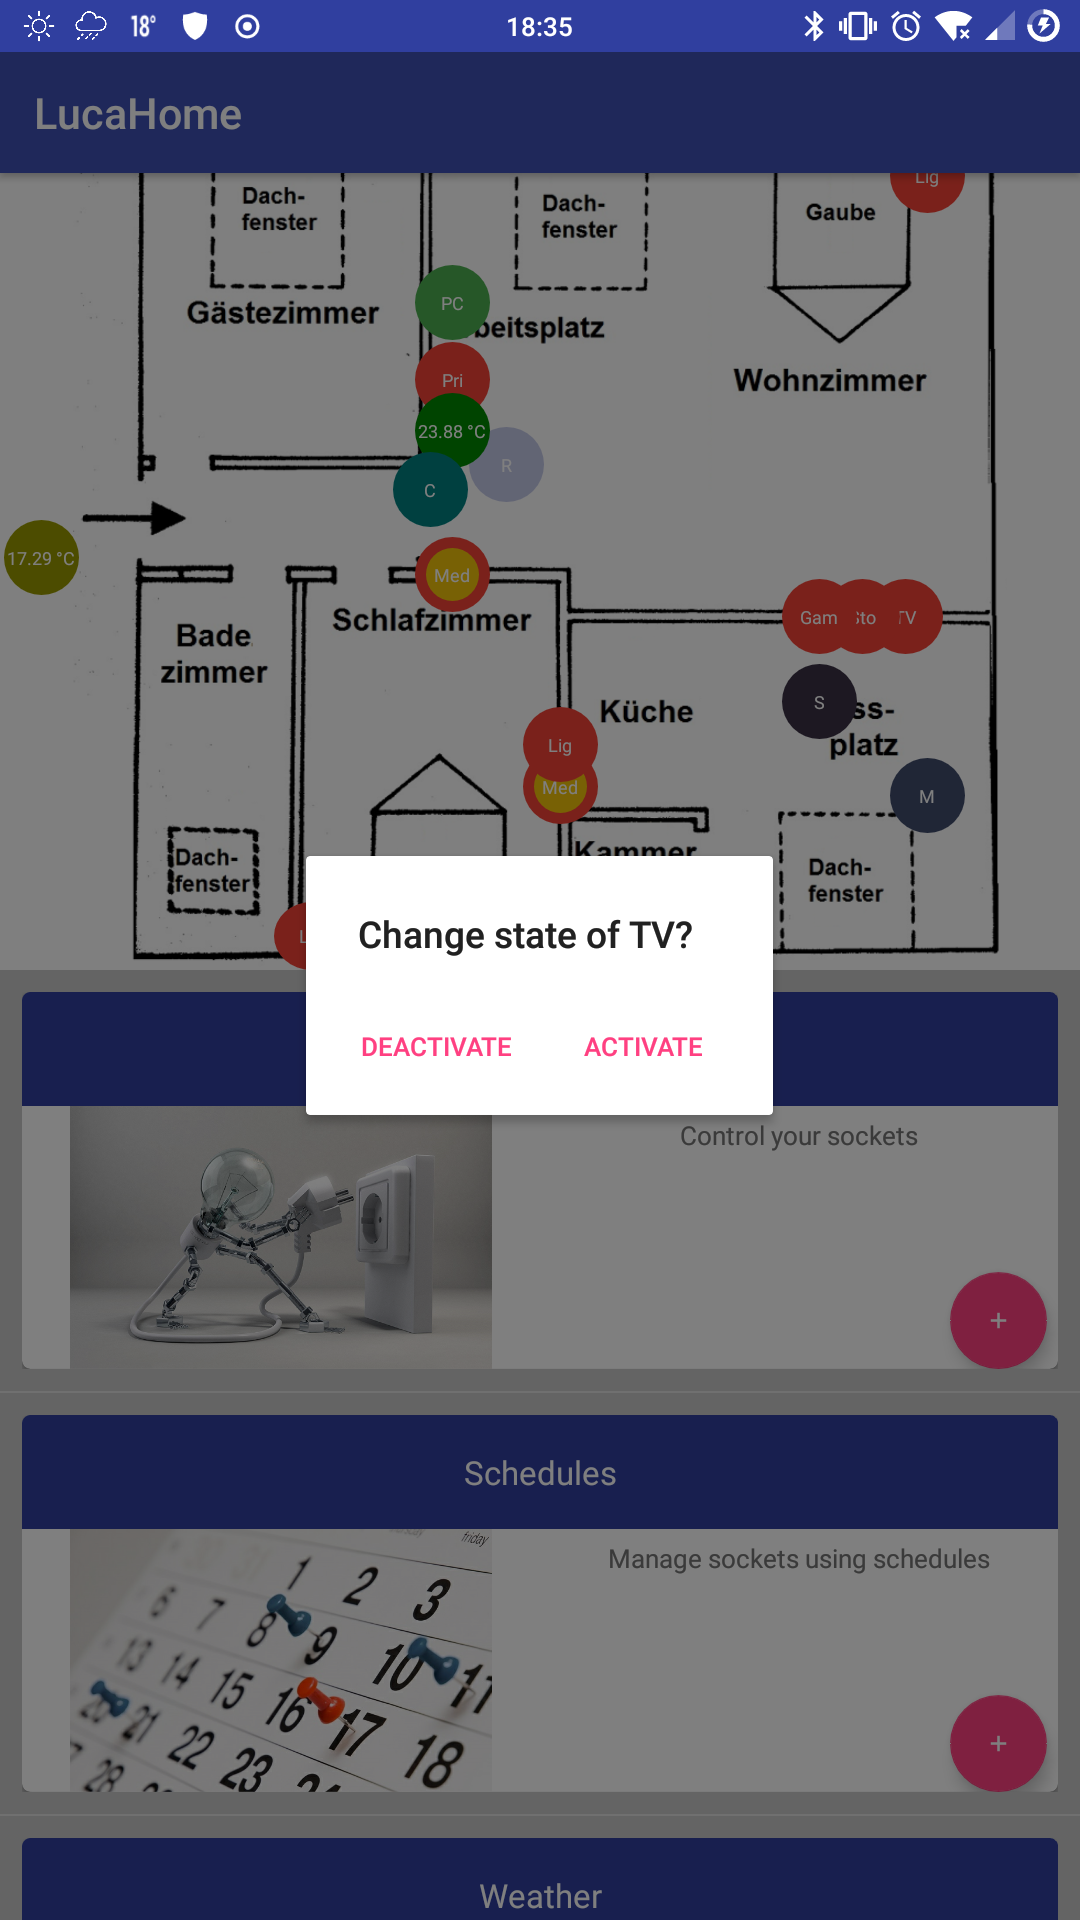 18°
18:35
LucaHome
Lig
Dach-
fenster
Dach-
fenster
Gaube
Gästezimmer
PC
beitsplatz
Pri
Wohnzimmer
23.88 °C
R
C
17.29 °C
Med
Schlafzimmer
Gam
Sto
TV
Bade
zimmer
S
Küche
ss-
platz
Lig
Med
M
Kammer
Dach-
fenster
Dach-
fenster
L
Change state of TV?
DEACTIVATE
ACTIVATE
Control your sockets
+
Schedules
friday
Manage sockets using schedules
1 2 3
6 7 8 9 10 11
13 14 15 16 17 18
20 21 22 23 24
28
+
Weather